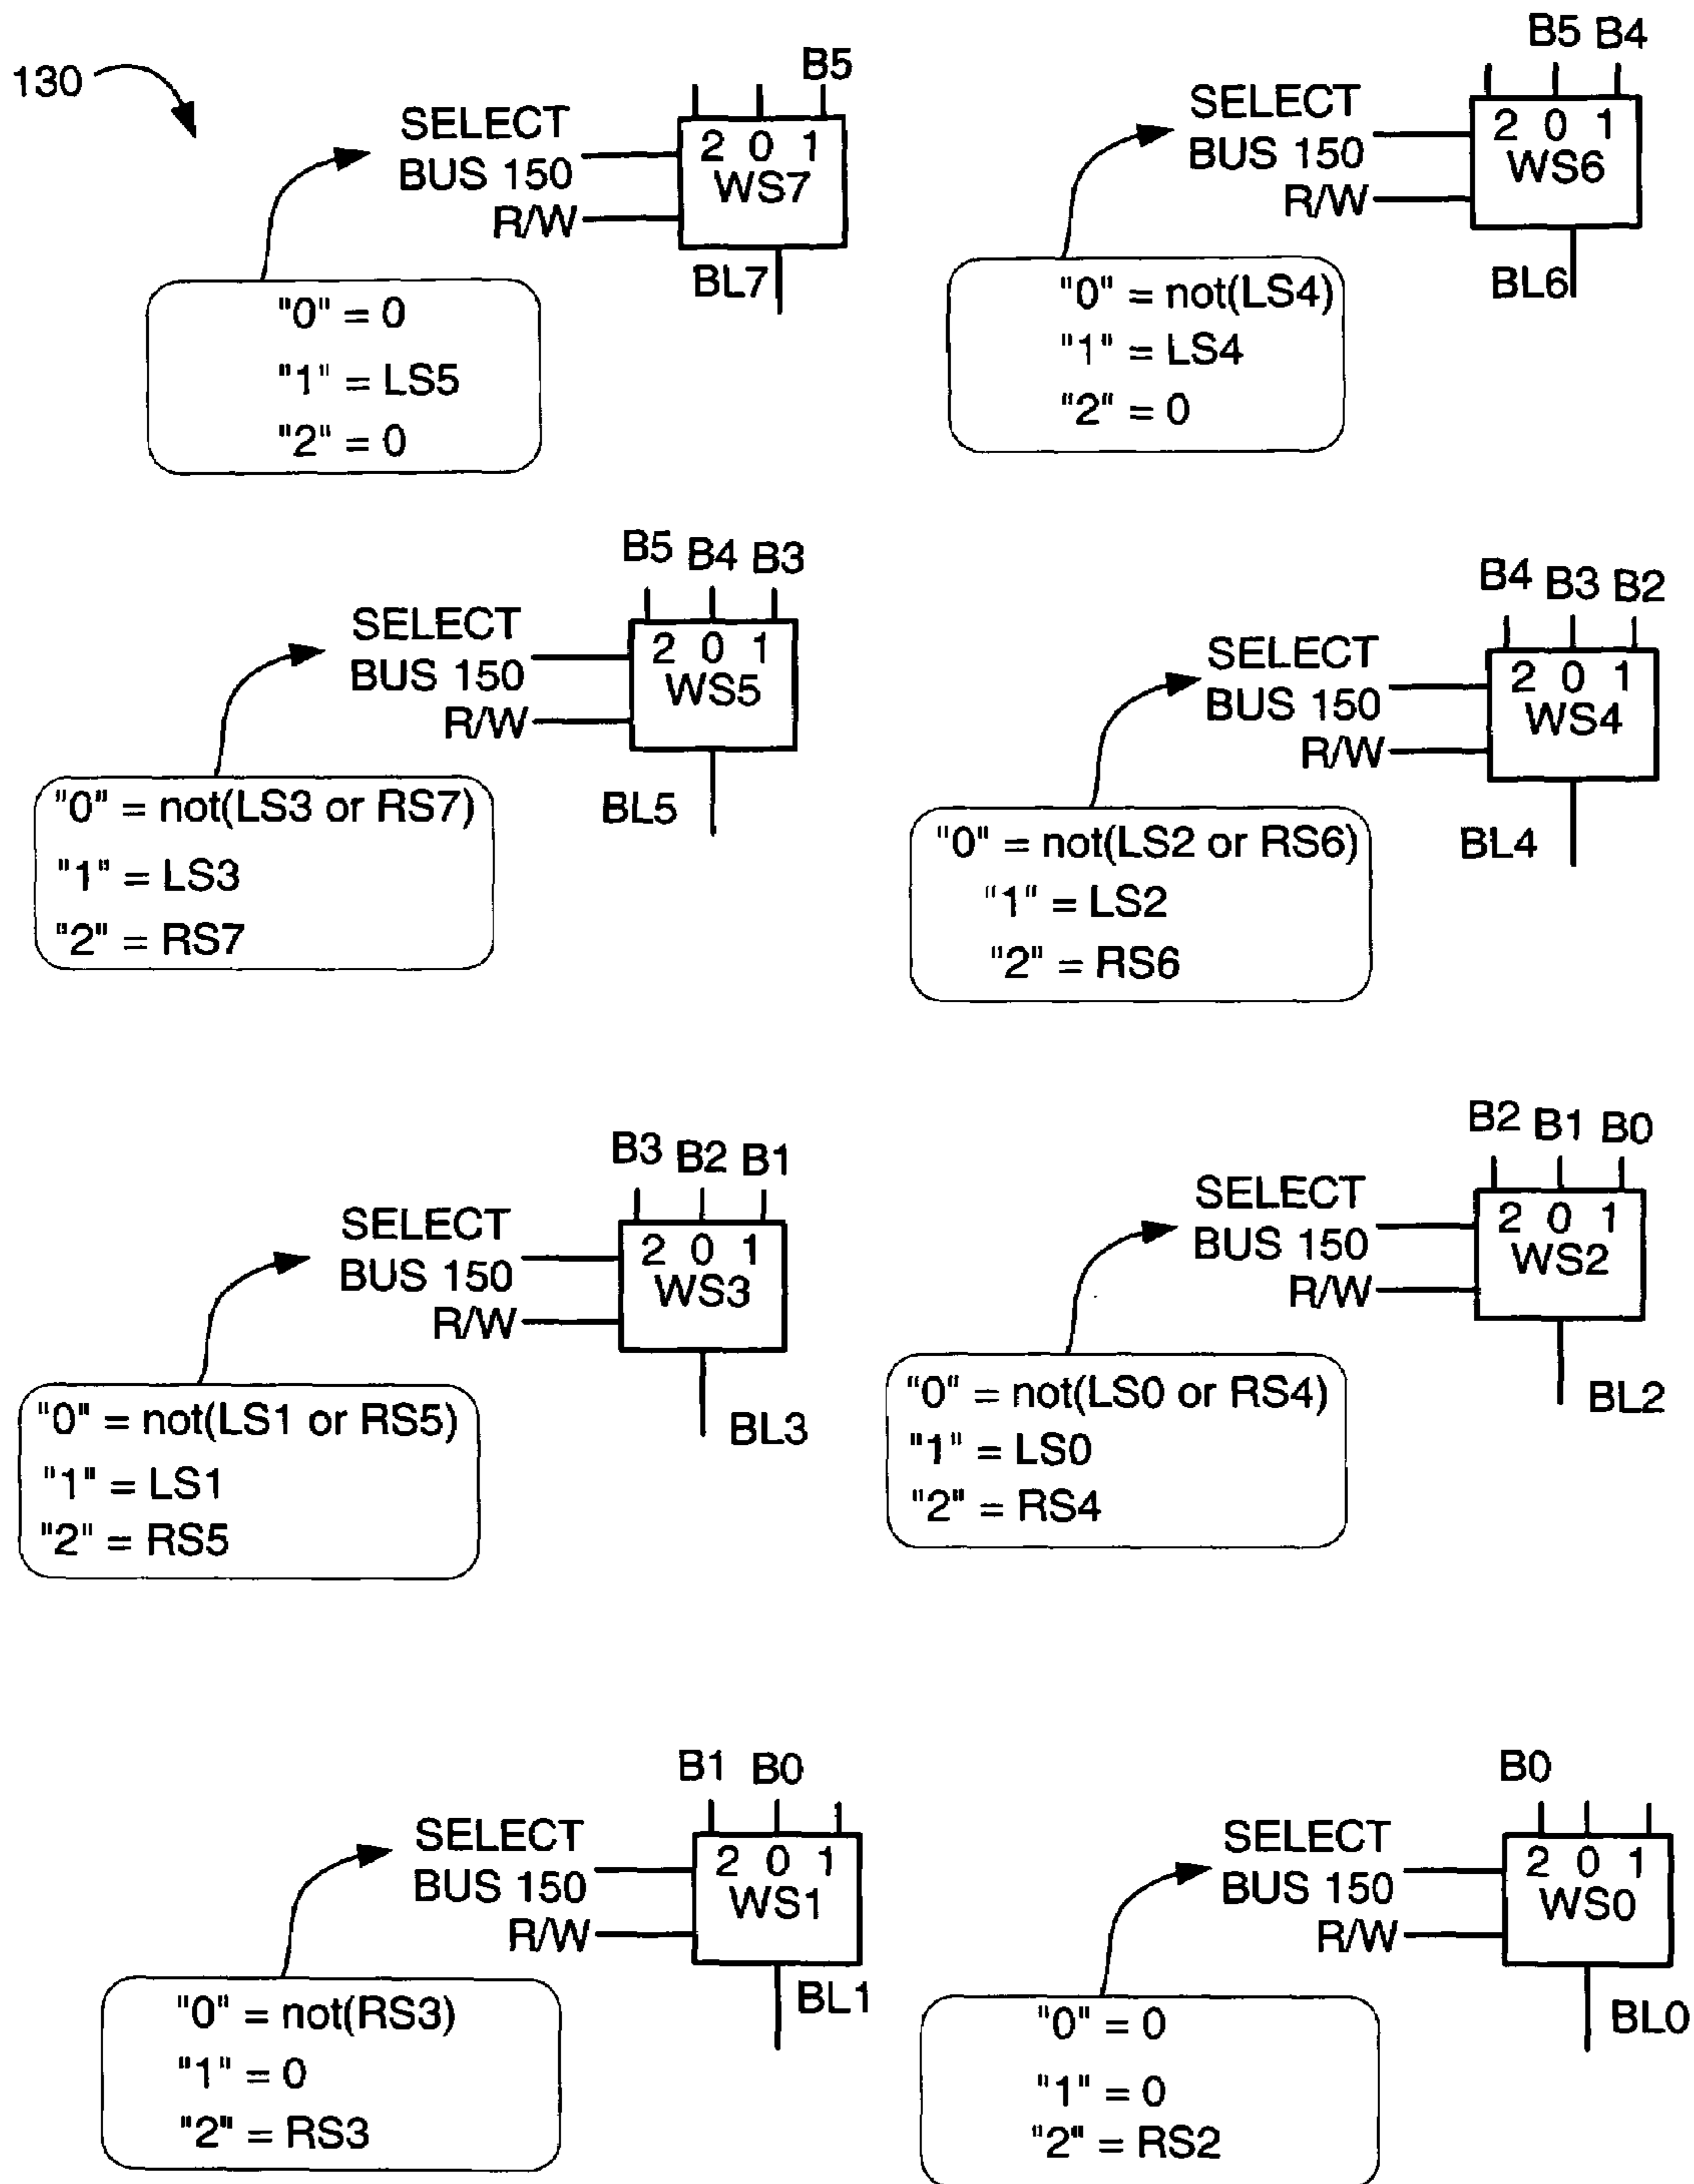 130
B5
SELECT
BUS 150
R/W
2 0 1
WS7
BL7
"0" = 0
"1" = LS5
"2" = 0
B5 B4
SELECT
BUS 150
R/W
2 0 1
WS6
BL6
"0" = not(LS4)
"1" = LS4
"2" = 0
B5 B4 B3
SELECT
BUS 150
R/W
2 0 1
WS5
BL5
"0" = not(LS3 or RS7)
"1" = LS3
"2" = RS7
B4 B3 B2
SELECT
BUS 150
R/W
2 0 1
WS4
BL4
"0" = not(LS2 or RS6)
"1" = LS2
"2" = RS6
B3 B2 B1
SELECT
BUS 150
R/W
2 0 1
WS3
BL3
"0" = not(LS1 or RS5)
"1" = LS1
"2" = RS5
B2 B1 B0
SELECT
BUS 150
R/W
2 0 1
WS2
BL2
"0" = not(LS0 or RS4)
"1" = LS0
"2" = RS4
B1 B0
SELECT
BUS 150
R/W
2 0 1
WS1
BL1
"0" = not(RS3)
"1" = 0
"2" = RS3
B0
SELECT
BUS 150
R/W
2 0 1
WS0
BL0
"0" = 0
"1" = 0
"2" = RS2